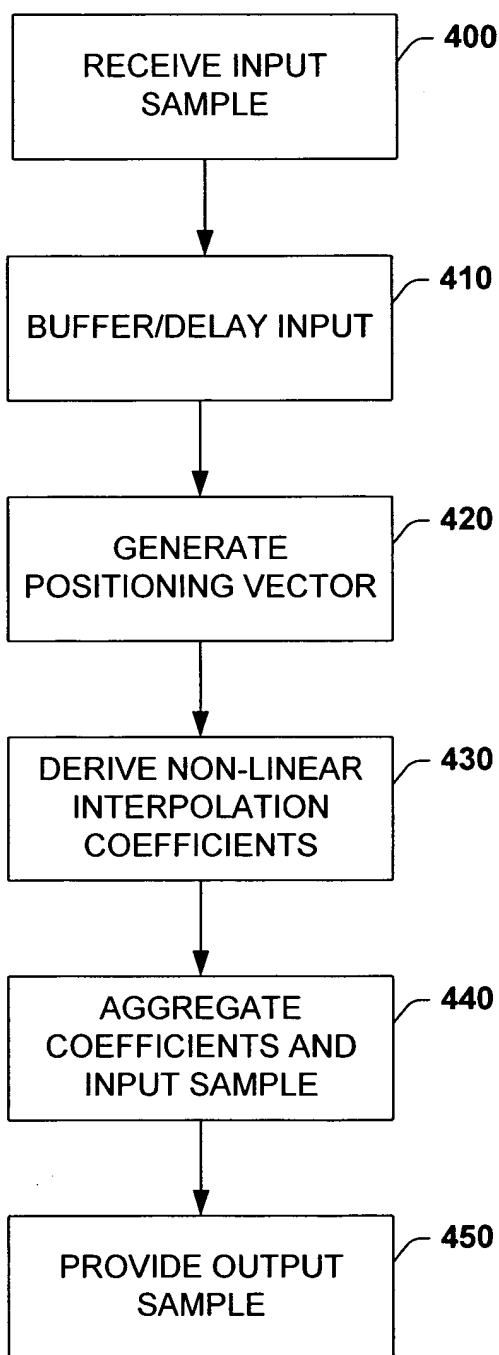 400
RECEIVE INPUT
SAMPLE
410
BUFFER/DELAY INPUT
420
GENERATE
POSITIONING VECTOR
430
DERIVE NON-LINEAR
INTERPOLATION
COEFFICIENTS
440
AGGREGATE
COEFFICIENTS AND
INPUT SAMPLE
450
PROVIDE OUTPUT
SAMPLE